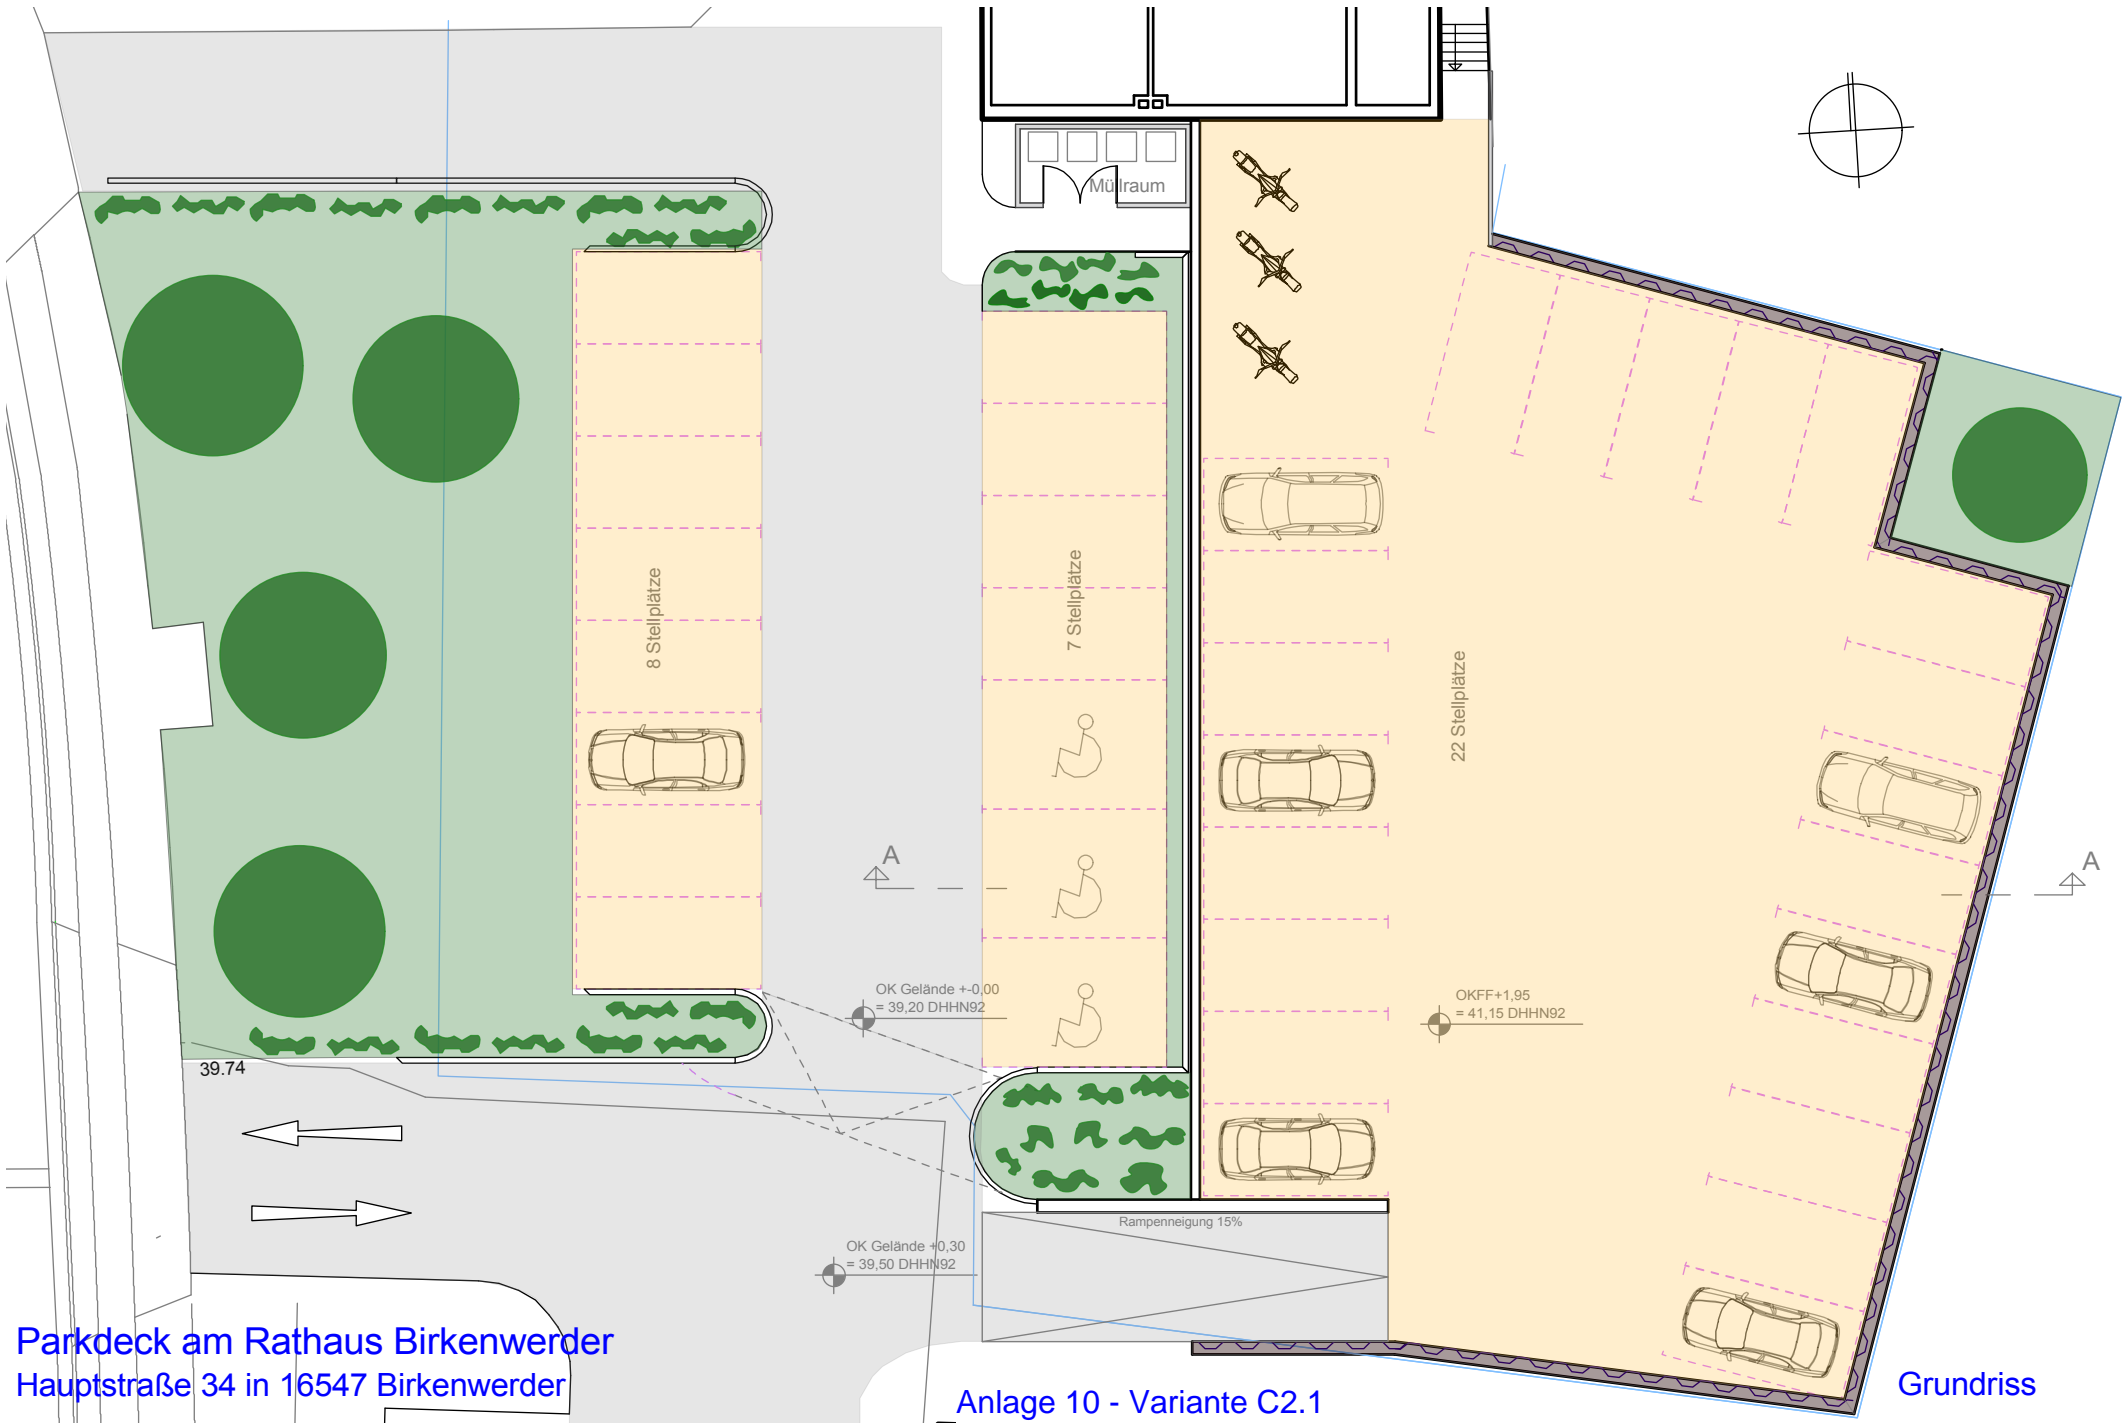 Müllraum
8 Stellplätze
7 Stellplätze
22 Stellplätze
A
A
OK Gelände +-0,00
= 39,20 DHHN92
OKFF+1,95
= 41,15 DHHN92
39.74
Rampenneigung 15%
OK Gelände +0,30
= 39,50 DHHN92
Parkdeck am Rathaus Birkenwerder
Hauptstraße 34 in 16547 Birkenwerder
Anlage 10 - Variante C2.1
Grundriss